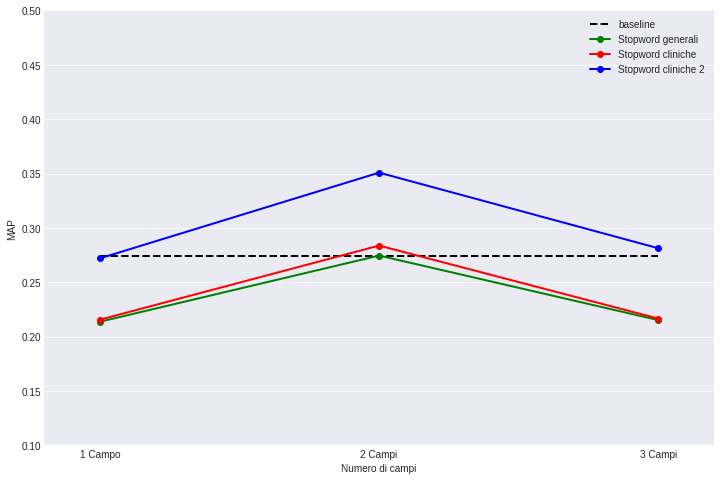 0.50
0.45
0.40
0.35
0.30
0.25
0.20
0.15
0.10
MAP
baseline
Stopword generali
Stopword cliniche
Stopword cliniche 2
1 Campo
2 Campi
3 Campi
Numero di campi